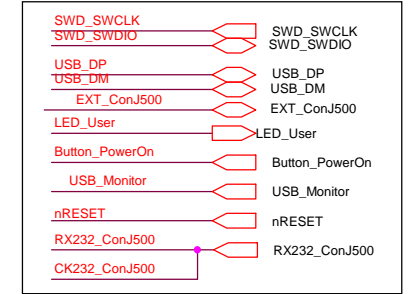 SWD_SWCLK SWD_SWCLK
SWD_SWDIO SWD_SWDIO
USB_DP USB_DP
USB_DM USB_DM
EXT_ConJ500 EXT_ConJ500
LED_User LED_User
Button_PowerOn Button_PowerOn
USB_Monitor USB_Monitor
nRESET nRESET
RX232_ConJ500 RX232_ConJ500
CK232_ConJ500